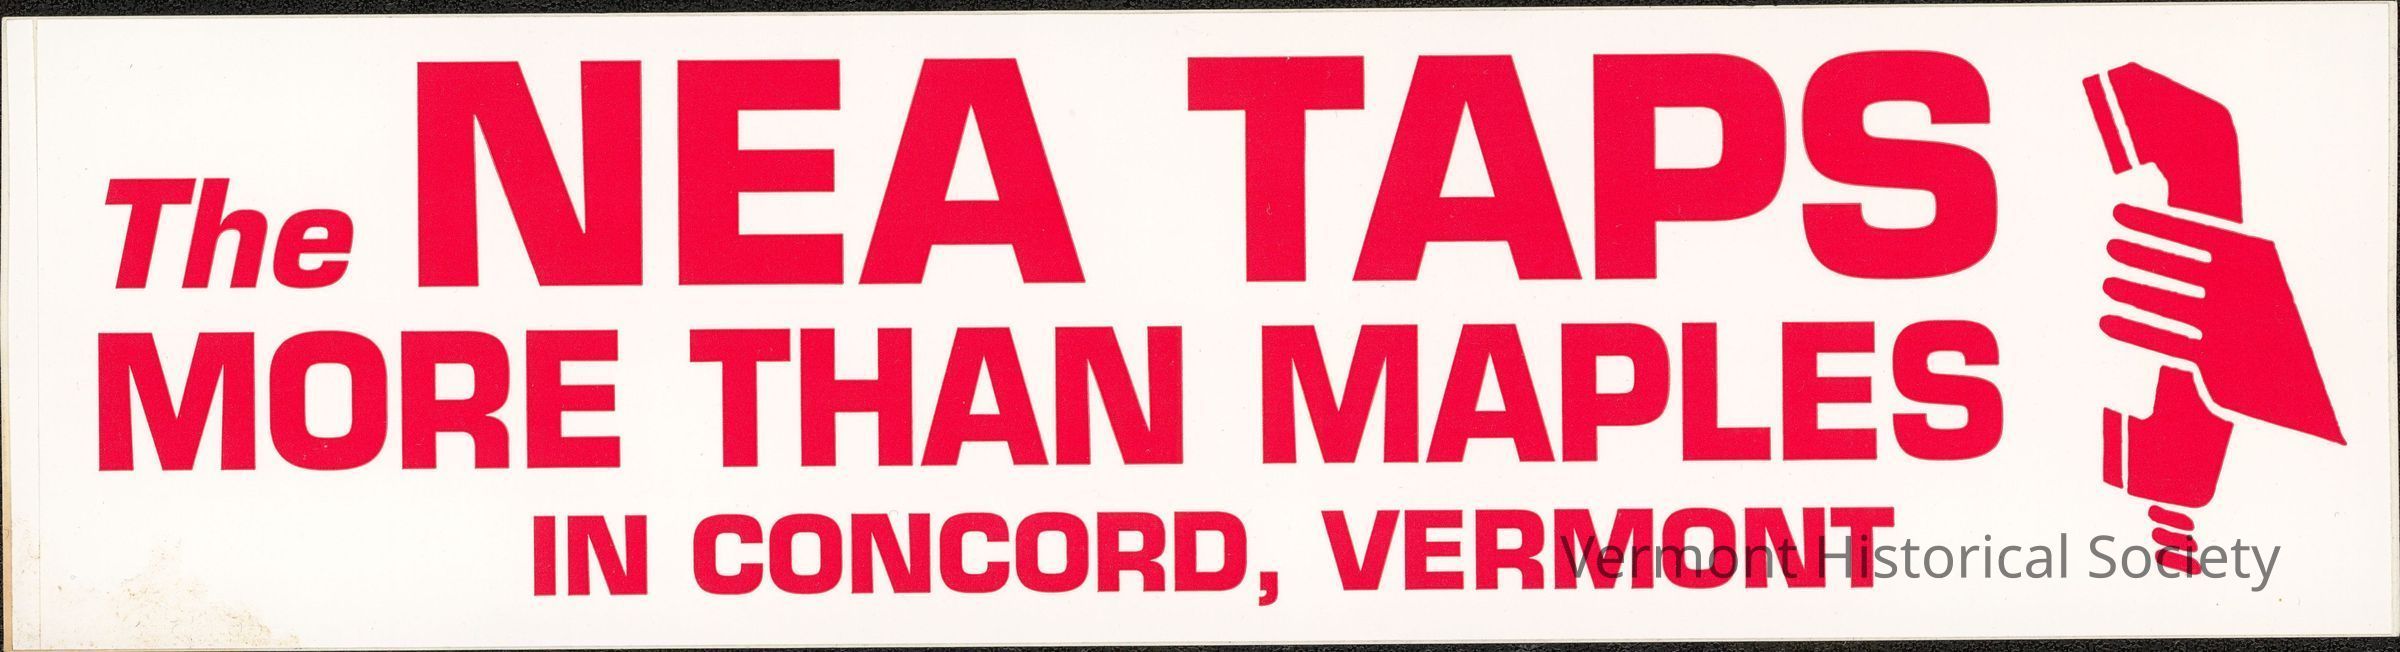 The NEA TAPS
MORE THAN MAPLES
IN CONCORD, VERMONT
Vermont Historical Society